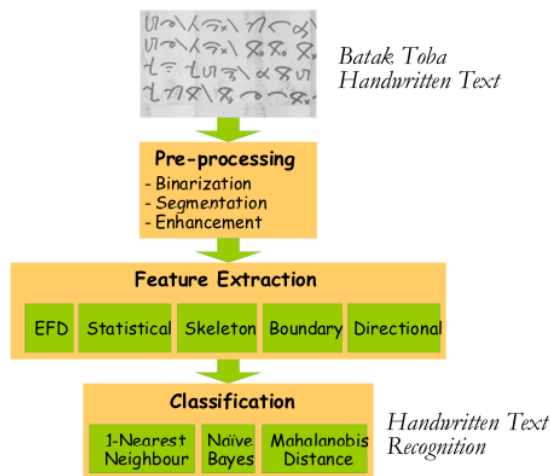 Batak Toba
Handwritten Text
Pre-processing
- Binarization
- Segmentation
- Enhancement
Feature Extraction
EFD Statistical Skeleton Boundary Directional
Classification
1-Nearest Neighbour
Naïve Bayes
Mahalanobis Distance
Handwritten Text
Recognition